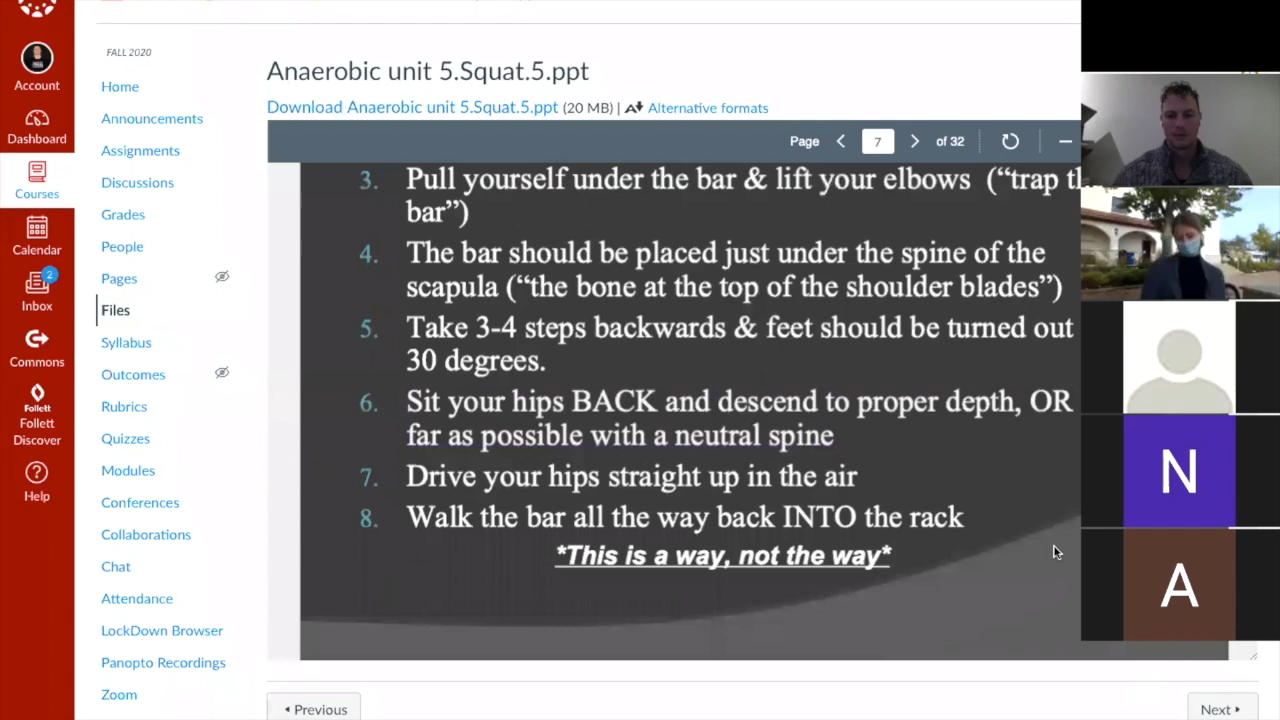 FALL 2020
Account
Dashboard
Courses
Calendar
2
Inbox
Commons
Follett
Follett
Discover
Help
Home
Announcements
Assignments
Discussions
Grades
People
Pages
Files
Syllabus
Outcomes
Rubrics
Quizzes
Modules
Conferences
Collaborations
Chat
Attendance
LockDown Browser
Panopto Recordings
Zoom
Anaerobic unit 5.Squat.5.ppt
Download Anaerobic unit 5.Squat.5.ppt (20 MB) | Alternative formats
Page 7 of 32
3. Pull yourself under the bar & lift your elbows (“trap
bar”)
4. The bar should be placed just under the spine of the
scapula (“the bone at the top of the shoulder blades”)
5. Take 3-4 steps backwards & feet should be turned out
30 degrees.
6. Sit your hips BACK and descend to proper depth, OR
far as possible with a neutral spine
7. Drive your hips straight up in the air
8. Walk the bar all the way back INTO the rack
*This is a way, not the way*
Previous
Next
N
A